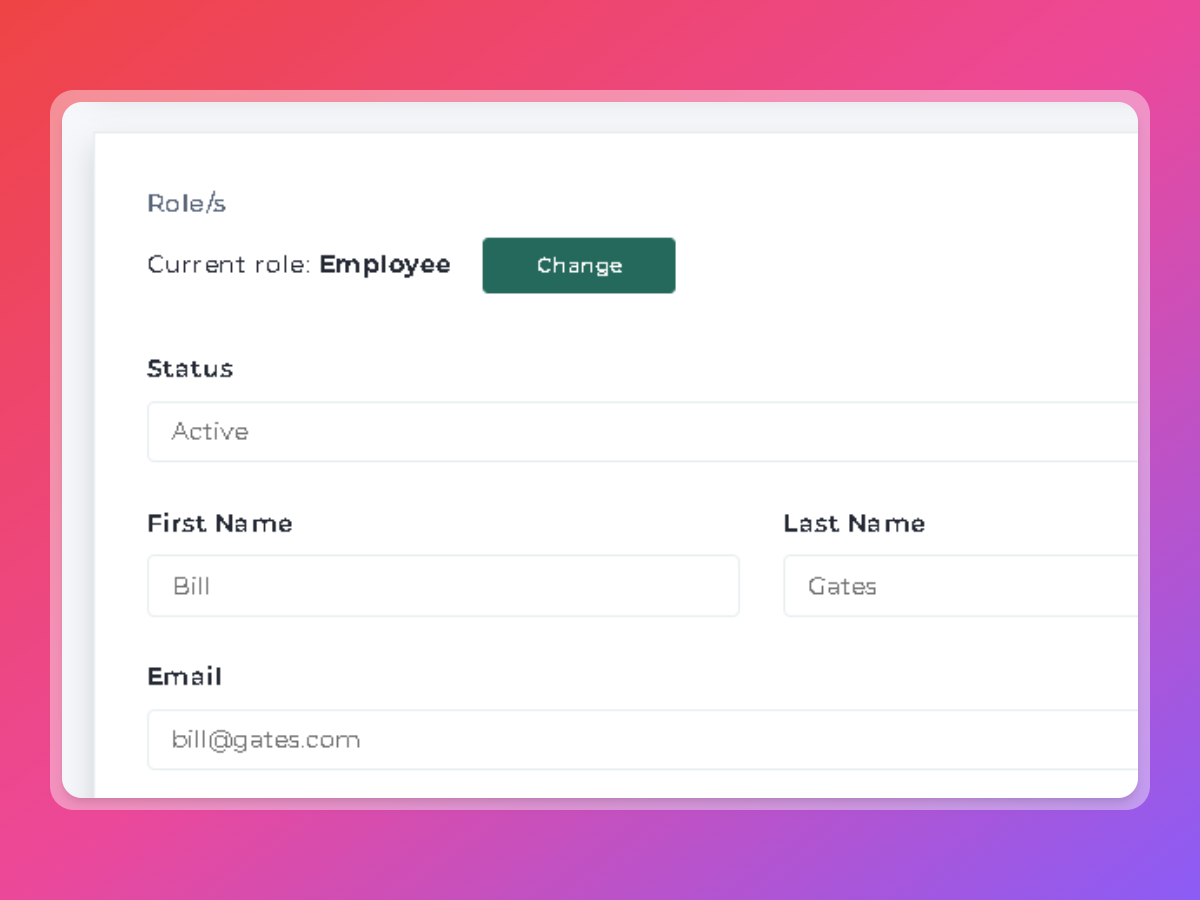 Role/s
Current role: Employee Change
Status
Active
First Name Last Name
Bill Gates
Email
bill@gates.com